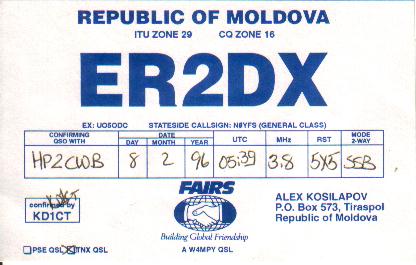 REPUBLIC OF MOLDOVA
ITU ZONE 29 CQ ZONE 16
ER2DX
EX: UO5ODC STATESIDE CALLSIGN: NØYFS (GENERAL CLASS)
CONFIRMING QSO WITH DATE DAY MONTH YEAR UTC MHz RST MODE 2-WAY
HP2CWB 8 2 96 05:39 3.8 5X5 SSB
FAIRS
ALEX KOSILAPOV
P.O. Box 573, Tiraspol
Republic of Moldova
confirmed by
KD1CT
Building Global Friendship
PSE QSL TNX QSL
A W4MPY QSL